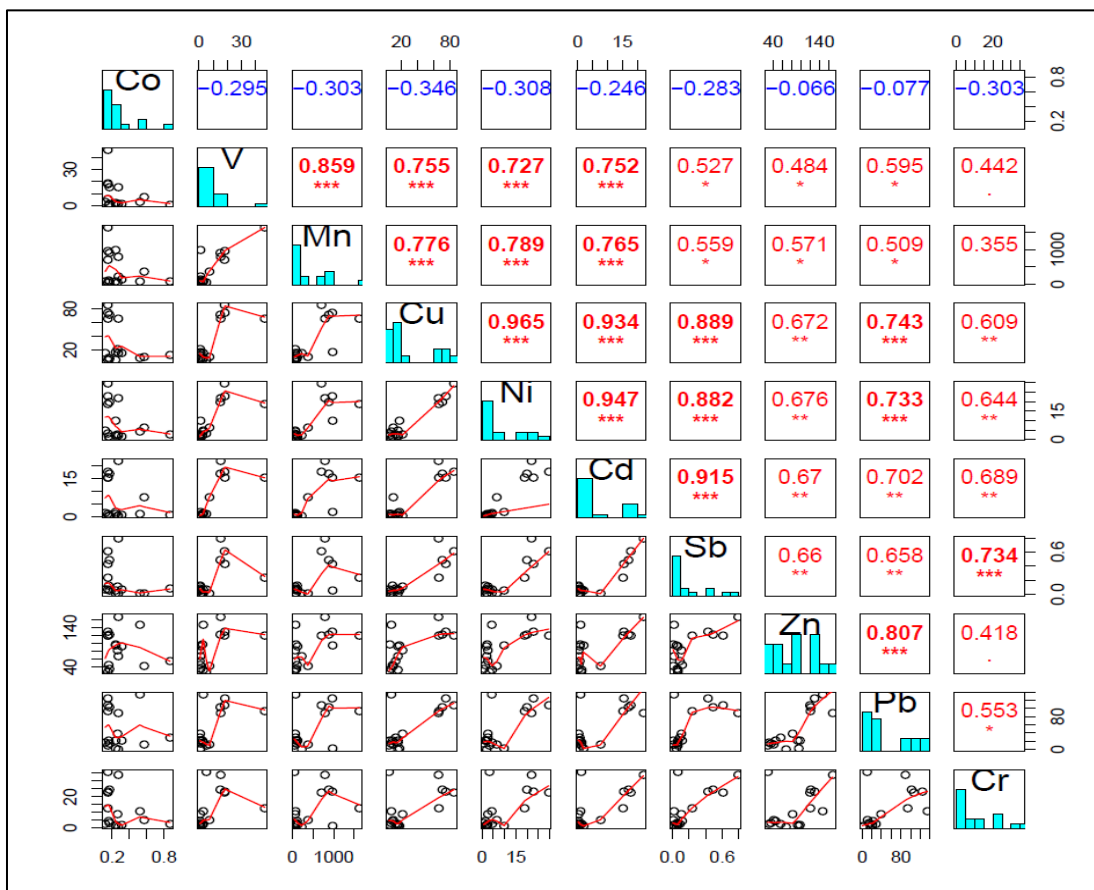 0 30 20 80 0 15 40 140 0 20
Co −0.295 −0.303 −0.346 −0.308 −0.246 −0.283 −0.066 −0.077 −0.303 0.2 0.8
0 30 V 0.859 0.755 0.727 0.752 0.527 0.484 0.595 0.442
*** *** *** *** * * * .
Mn 0.776 0.789 0.765 0.559 0.571 0.509 0.355 0 1000
*** *** *** * * *
20 80 Cu 0.965 0.934 0.889 0.672 0.743 0.609
*** *** *** ** *** **
Ni 0.947 0.882 0.676 0.733 0.644 0 15
*** *** ** *** **
0 15 Cd 0.915 0.67 0.702 0.689
*** ** ** **
Sb 0.66 0.658 0.734 0.0 0.6
** ** ***
40 140 Zn 0.807 0.418
*** .
Pb 0.553 0 80
*
0 20 Cr
0.2 0.8 0 1000 0 15 0.0 0.6 0 80